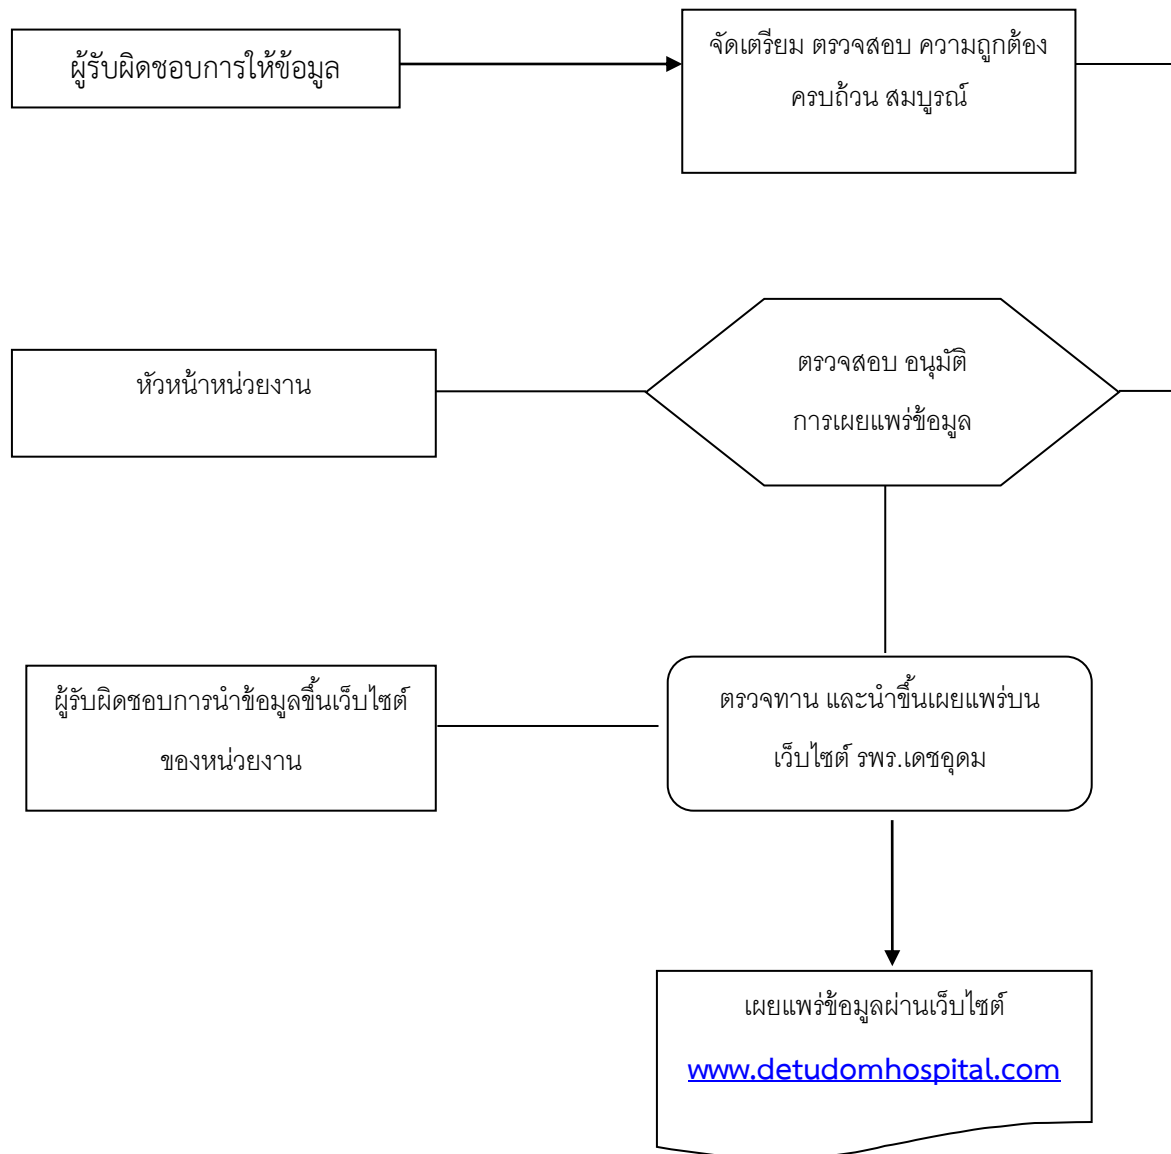 ผู้รับผิดชอบการให้ข้อมูล
จัดเตรียม ตรวจสอบ ความถูกต้อง
ครบถ้วน สมบูรณ์
หัวหน้าหน่วยงาน
ตรวจสอบ อนุมัติ
การเผยแพร่ข้อมูล
ผู้รับผิดชอบการนำข้อมูลขึ้นเว็บไซต์
ของหน่วยงาน
ตรวจทาน และนำขึ้นเผยแพร่บน
เว็บไซต์ รพร.เดชอุดม
เผยแพร่ข้อมูลผ่านเว็บไซต์
www.detudomhospital.com